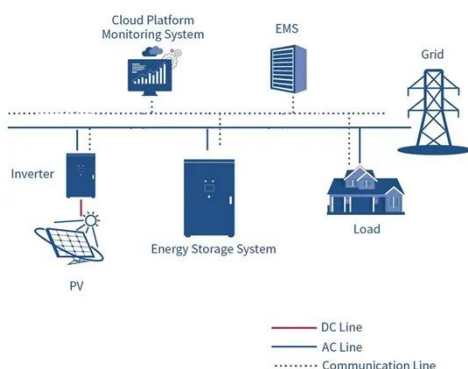 Cloud Platform
Monitoring System
EMS
Grid
Inverter
Energy Storage System
Load
PV
DC Line
AC Line
Communication Line